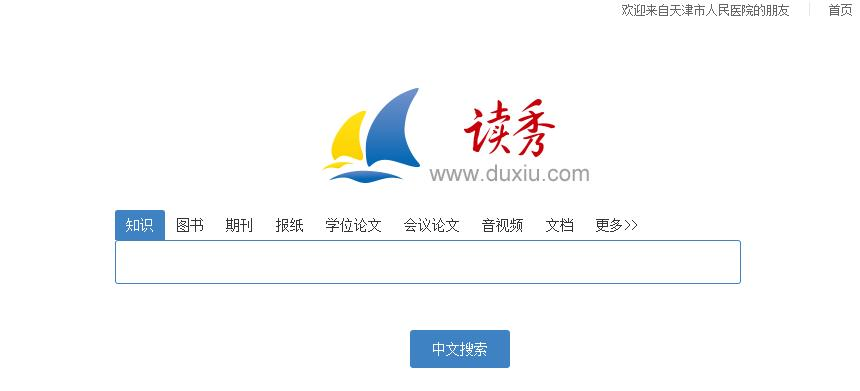 欢迎来自天津市人民医院的朋友 首页
读秀
www.duxiu.com
知识 图书 期刊 报纸 学位论文 会议论文 音视频 文档 更多>>
中文搜索